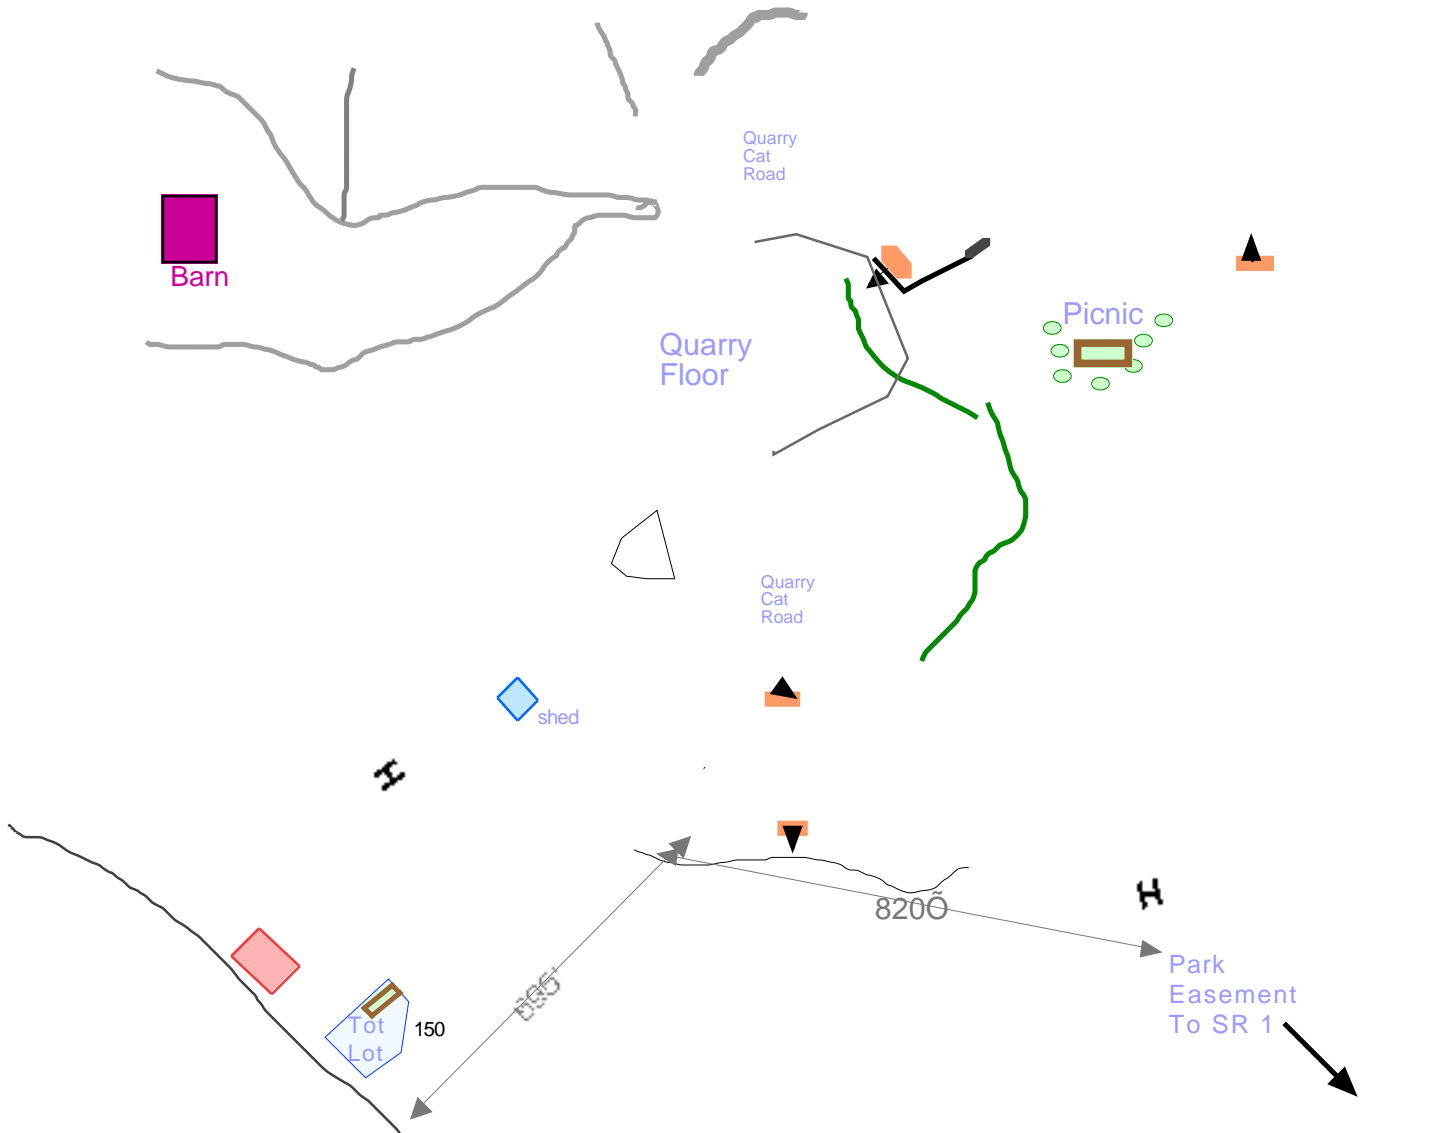 Quarry
Cat
Road
Barn
Picnic
Quarry
Floor
Quarry
Cat
Road
shed
820Õ
Park
Easement
To SR 1
Tot
Lot
150